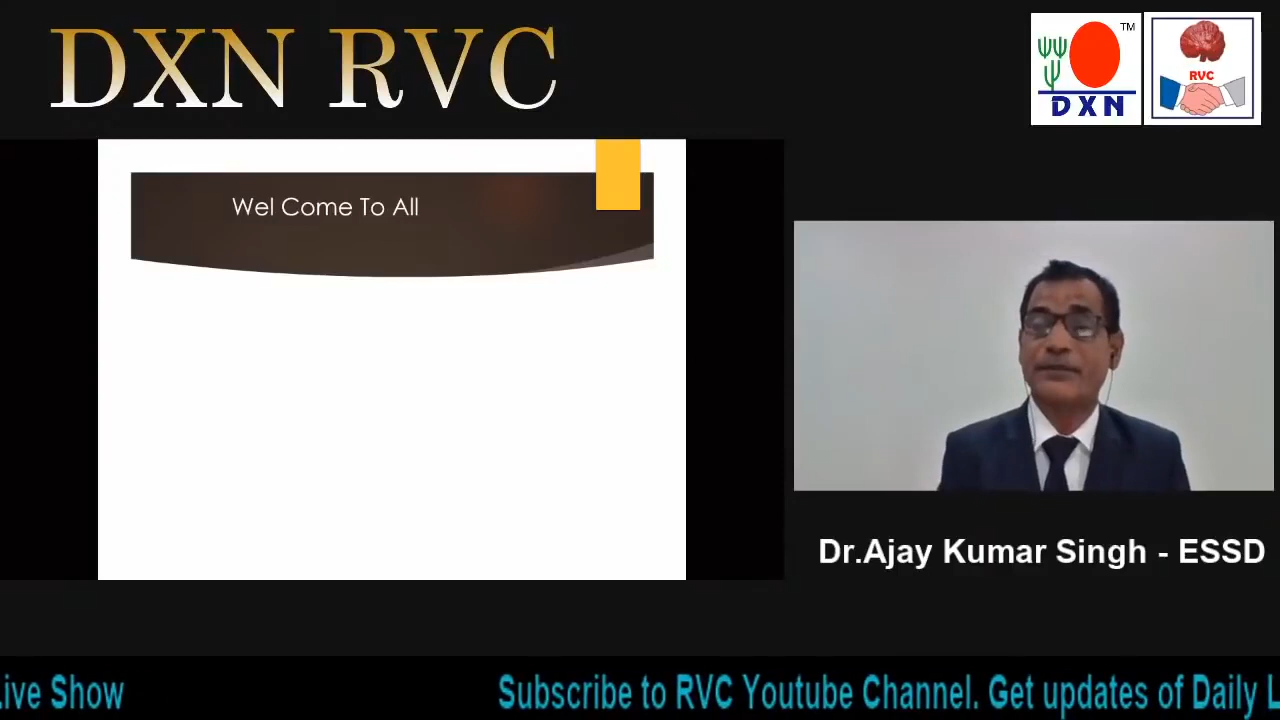 DXN RVC
TM
DXN
RVC
Wel Come To All
Dr.Ajay Kumar Singh - ESSD
ive Show
Subscribe to RVC Youtube Channel. Get updates of Daily L